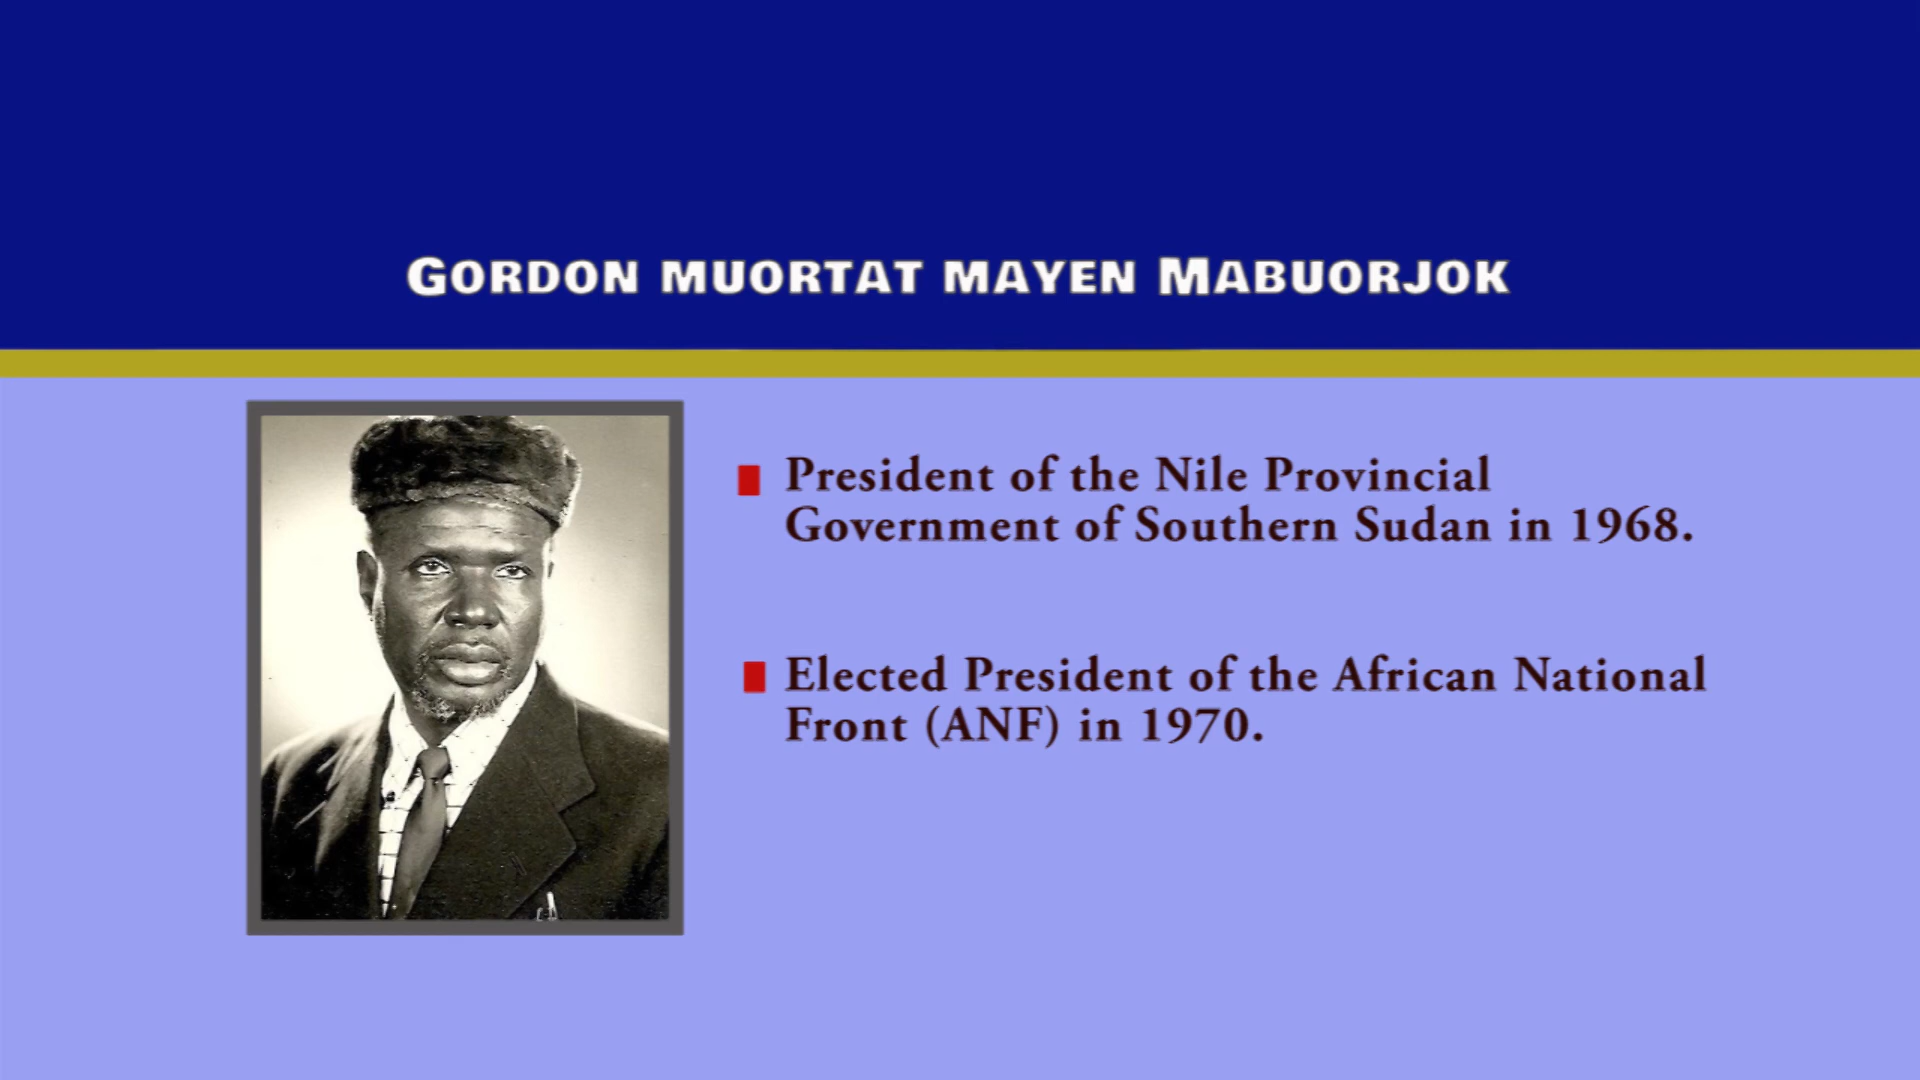 Gordon muortat mayen Mabuorjok
President of the Nile Provincial
Government of Southern Sudan in 1968.
Elected President of the African National
Front (ANF) in 1970.